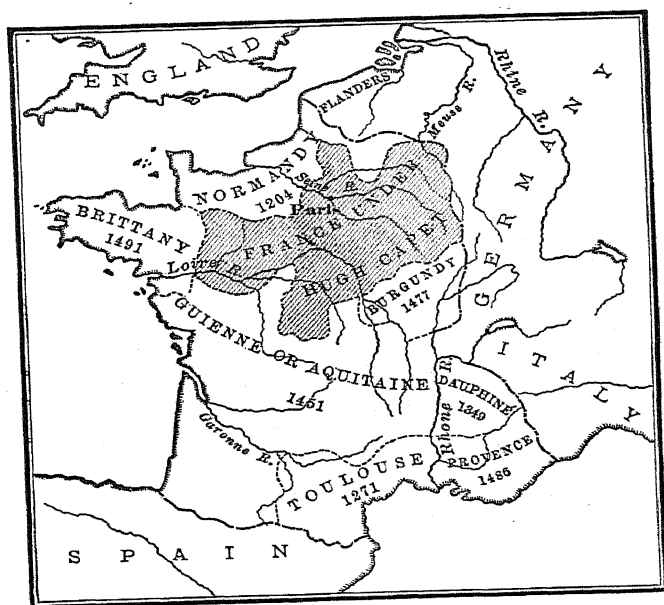 ENGLAND
FLANDERS
Rhine R.
Meuse R.
GERMANY
NORMANDY
1204
Seine R.
Paris
FRANCE UNDER
HUGH CAPET
BRITTANY
1491
Loire R.
BURGUNDY
1477
GUIENNE OR AQUITAINE
1451
ITALY
DAUPHINE
1349
Rhone R.
Garonne R.
PROVENCE
1486
TOULOUSE
1271
SPAIN